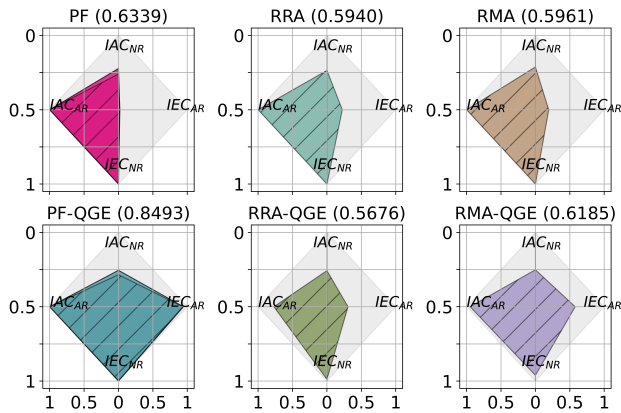 PF (0.6339)
RRA (0.5940)
RMA (0.5961)
0
0.5
1
IAC_NR
IAC_AR
IEC_AR
IEC_NR
IAC_NR
IAC_AR
IEC_AR
IEC_NR
IAC_NR
IAC_AR
IEC_AR
IEC_NR
PF-QGE (0.8493)
RRA-QGE (0.5676)
RMA-QGE (0.6185)
0
0.5
1
IAC_NR
IAC_AR
IEC_AR
IEC_NR
IAC_NR
IAC_AR
IEC_AR
IEC_NR
IAC_NR
IAC_AR
IEC_AR
IEC_NR
1 0.5 0 0.5 1
1 0.5 0 0.5 1
1 0.5 0 0.5 1